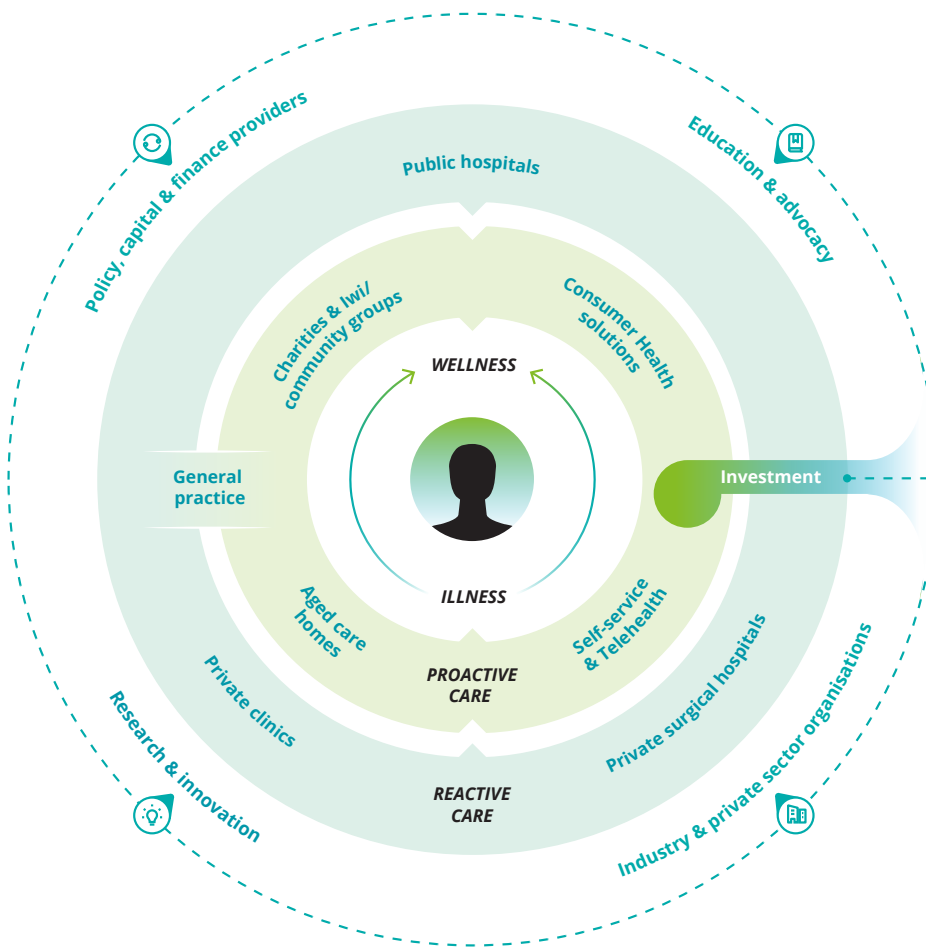 Policy, capital & finance providers
Education & advocacy
Public hospitals
Charities & Iwi/
community groups
Consumer Health
solutions
WELLNESS
General
practice
Investment
ILLNESS
Aged care
homes
Self-service
& Telehealth
PROACTIVE
CARE
Private clinics
Private surgical hospitals
REACTIVE
CARE
Research & innovation
Industry & private sector organisations